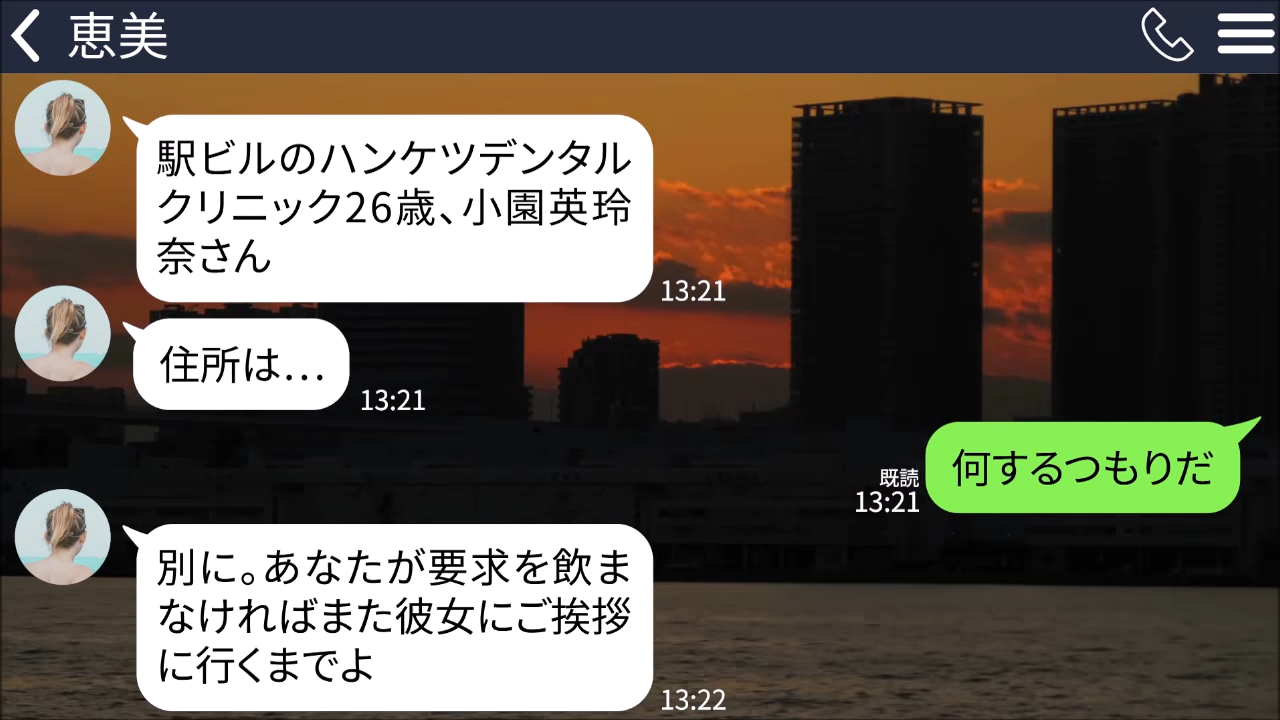 恵美
駅ビルのハンケツデンタル
クリニック26歳、小園英玲
奈さん
13:21
住所は…
13:21
何するつもりだ
既読
13:21
別に。あなたが要求を飲ま
なければまた彼女にご挨拶
に行くまでよ
13:22